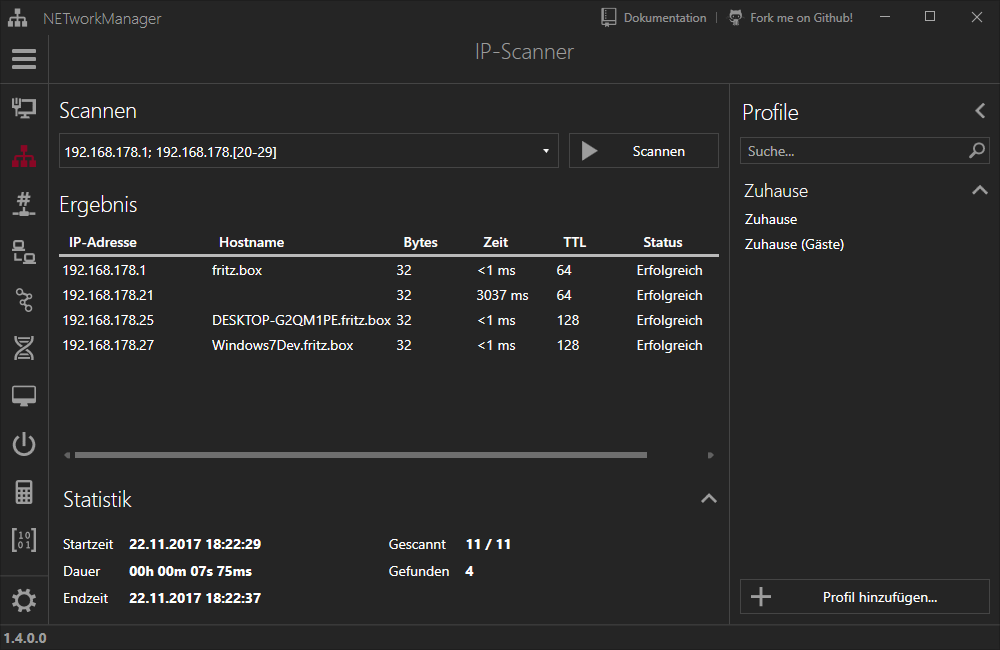 NETworkManager
Dokumentation
Fork me on Github!
IP-Scanner
Scannen
192.168.178.1; 192.168.178.[20-29]
Scannen
Ergebnis
IP-Adresse Hostname Bytes Zeit TTL Status
192.168.178.1 fritz.box 32 <1 ms 64 Erfolgreich
192.168.178.21 32 3037 ms 64 Erfolgreich
192.168.178.25 DESKTOP-G2QM1PE.fritz.box 32 <1 ms 128 Erfolgreich
192.168.178.27 Windows7Dev.fritz.box 32 <1 ms 128 Erfolgreich
Statistik
Startzeit 22.11.2017 18:22:29 Gescannt 11 / 11
Dauer 00h 00m 07s 75ms Gefunden 4
Endzeit 22.11.2017 18:22:37
Profile
Suche...
Zuhause
Zuhause
Zuhause (Gäste)
Profil hinzufügen...
#
10
01
1.4.0.0